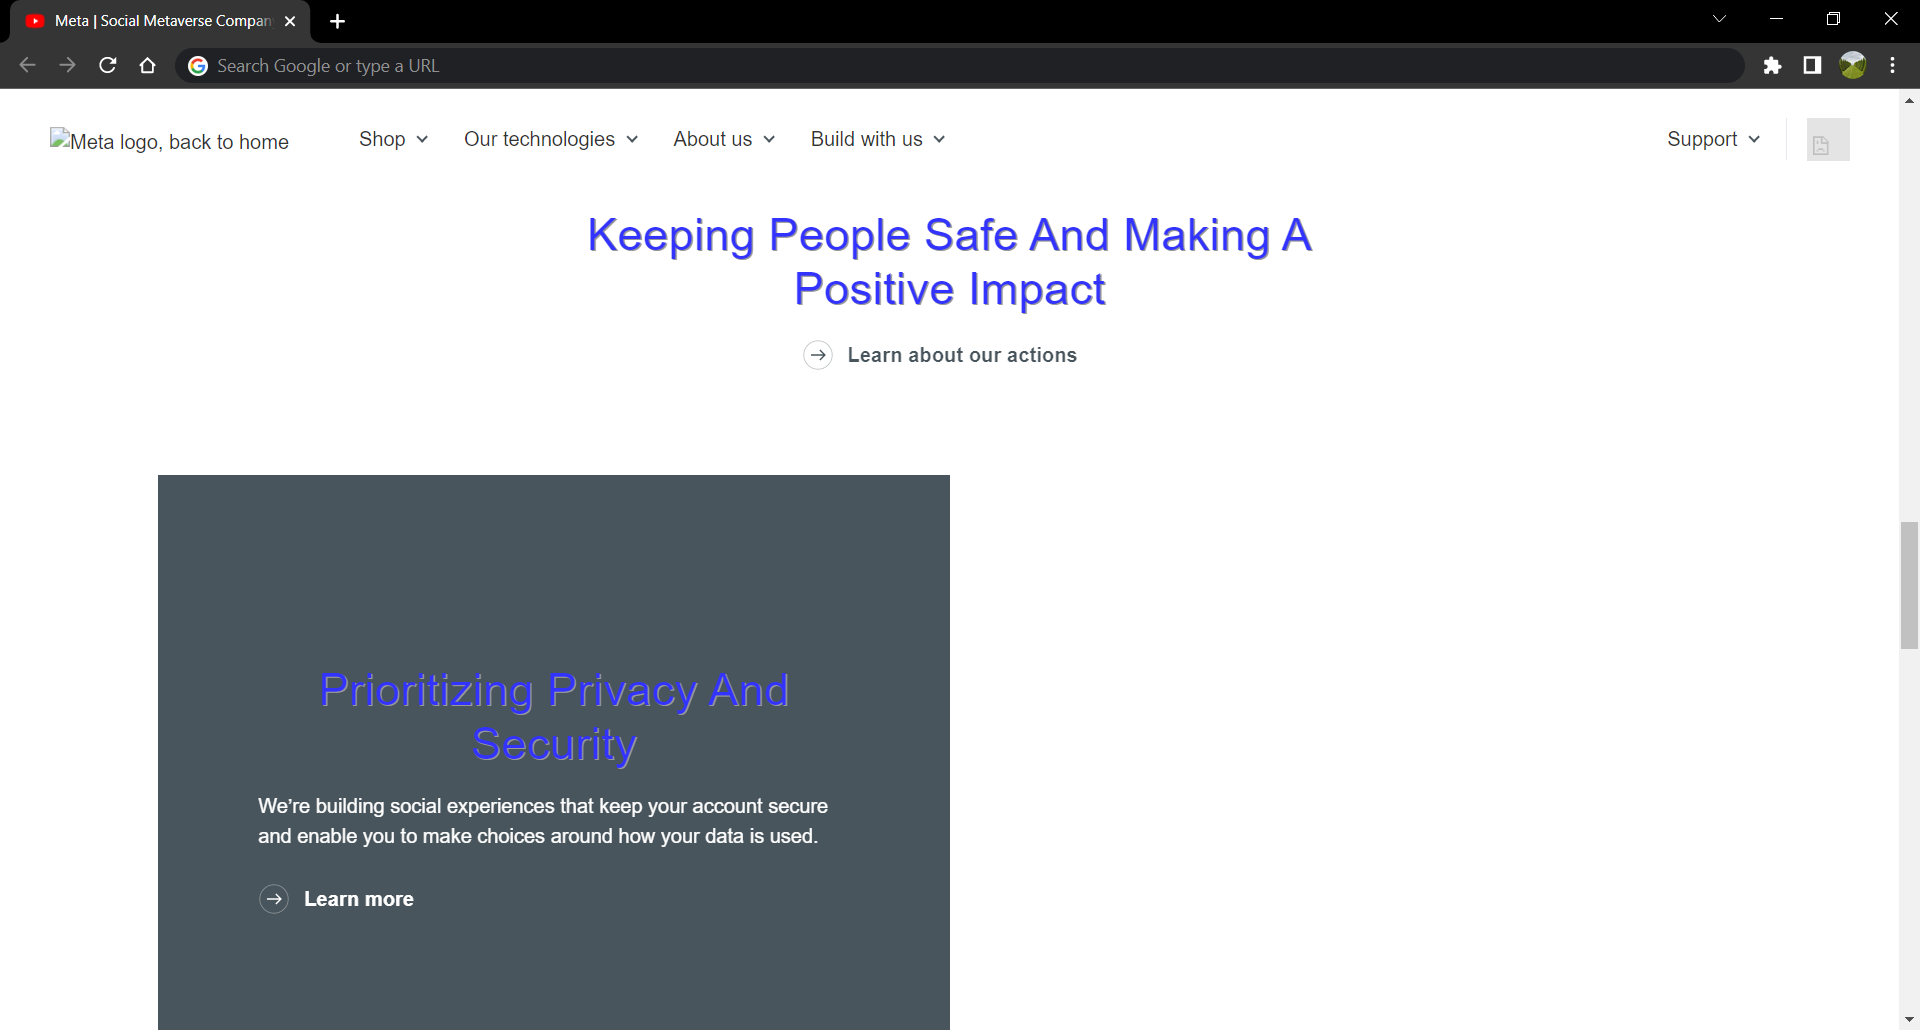 Meta | Social Metaverse Compan
Search Google or type a URL
Meta logo, back to home
Shop
Our technologies
About us
Build with us
Support
Keeping People Safe And Making A
Positive Impact
Learn about our actions
Prioritizing Privacy And
Security
We’re building social experiences that keep your account secure
and enable you to make choices around how your data is used.
Learn more